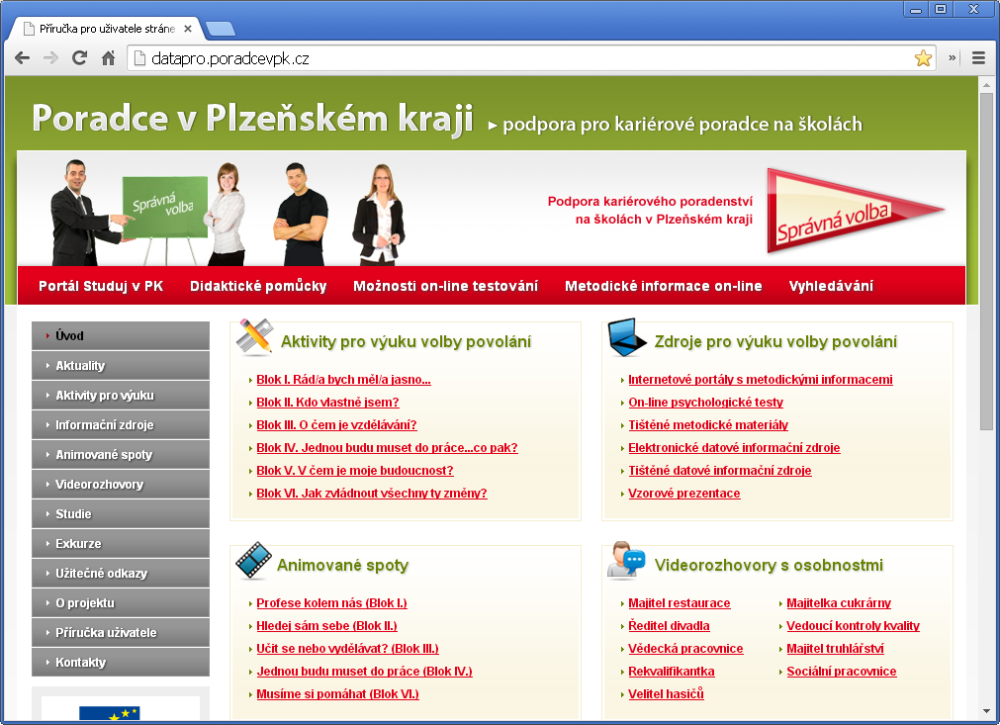 Příručka pro uživatele stráne
datapro.poradcevpk.cz
Poradce v Plzeňském kraji ▸ podpora pro kariérové poradce na školách
Správná volba
Podpora kariérového poradenství
na školách v Plzeňském kraji
Správná volba
Portál Studuj v PK Didaktické pomůcky Možnosti on-line testování Metodické informace on-line Vyhledávání
Úvod
Aktuality
Aktivity pro výuku
Informační zdroje
Animované spoty
Videorozhovory
Studie
Exkurze
Užitečné odkazy
O projektu
Příručka uživatele
Kontakty
Aktivity pro výuku volby povolání
Blok I. Rád/a bych měl/a jasno...
Blok II. Kdo vlastně jsem?
Blok III. O čem je vzdělávání?
Blok IV. Jednou budu muset do práce...co pak?
Blok V. V čem je moje budoucnost?
Blok VI. Jak zvládnout všechny ty změny?
Zdroje pro výuku volby povolání
Internetové portály s metodickými informacemi
On-line psychologické testy
Tištěné metodické materiály
Elektronické datové informační zdroje
Tištěné datové informační zdroje
Vzorové prezentace
Animované spoty
Profese kolem nás (Blok I.)
Hledej sám sebe (Blok II.)
Učit se nebo vydělávat? (Blok III.)
Jednou budu muset do práce (Blok IV.)
Musíme si pomáhat (Blok VI.)
Videorozhovory s osobnostmi
Majitel restaurace
Ředitel divadla
Vědecká pracovnice
Rekvalifikantka
Velitel hasičů
Majitelka cukrárny
Vedoucí kontroly kvality
Majitel truhlářství
Sociální pracovnice